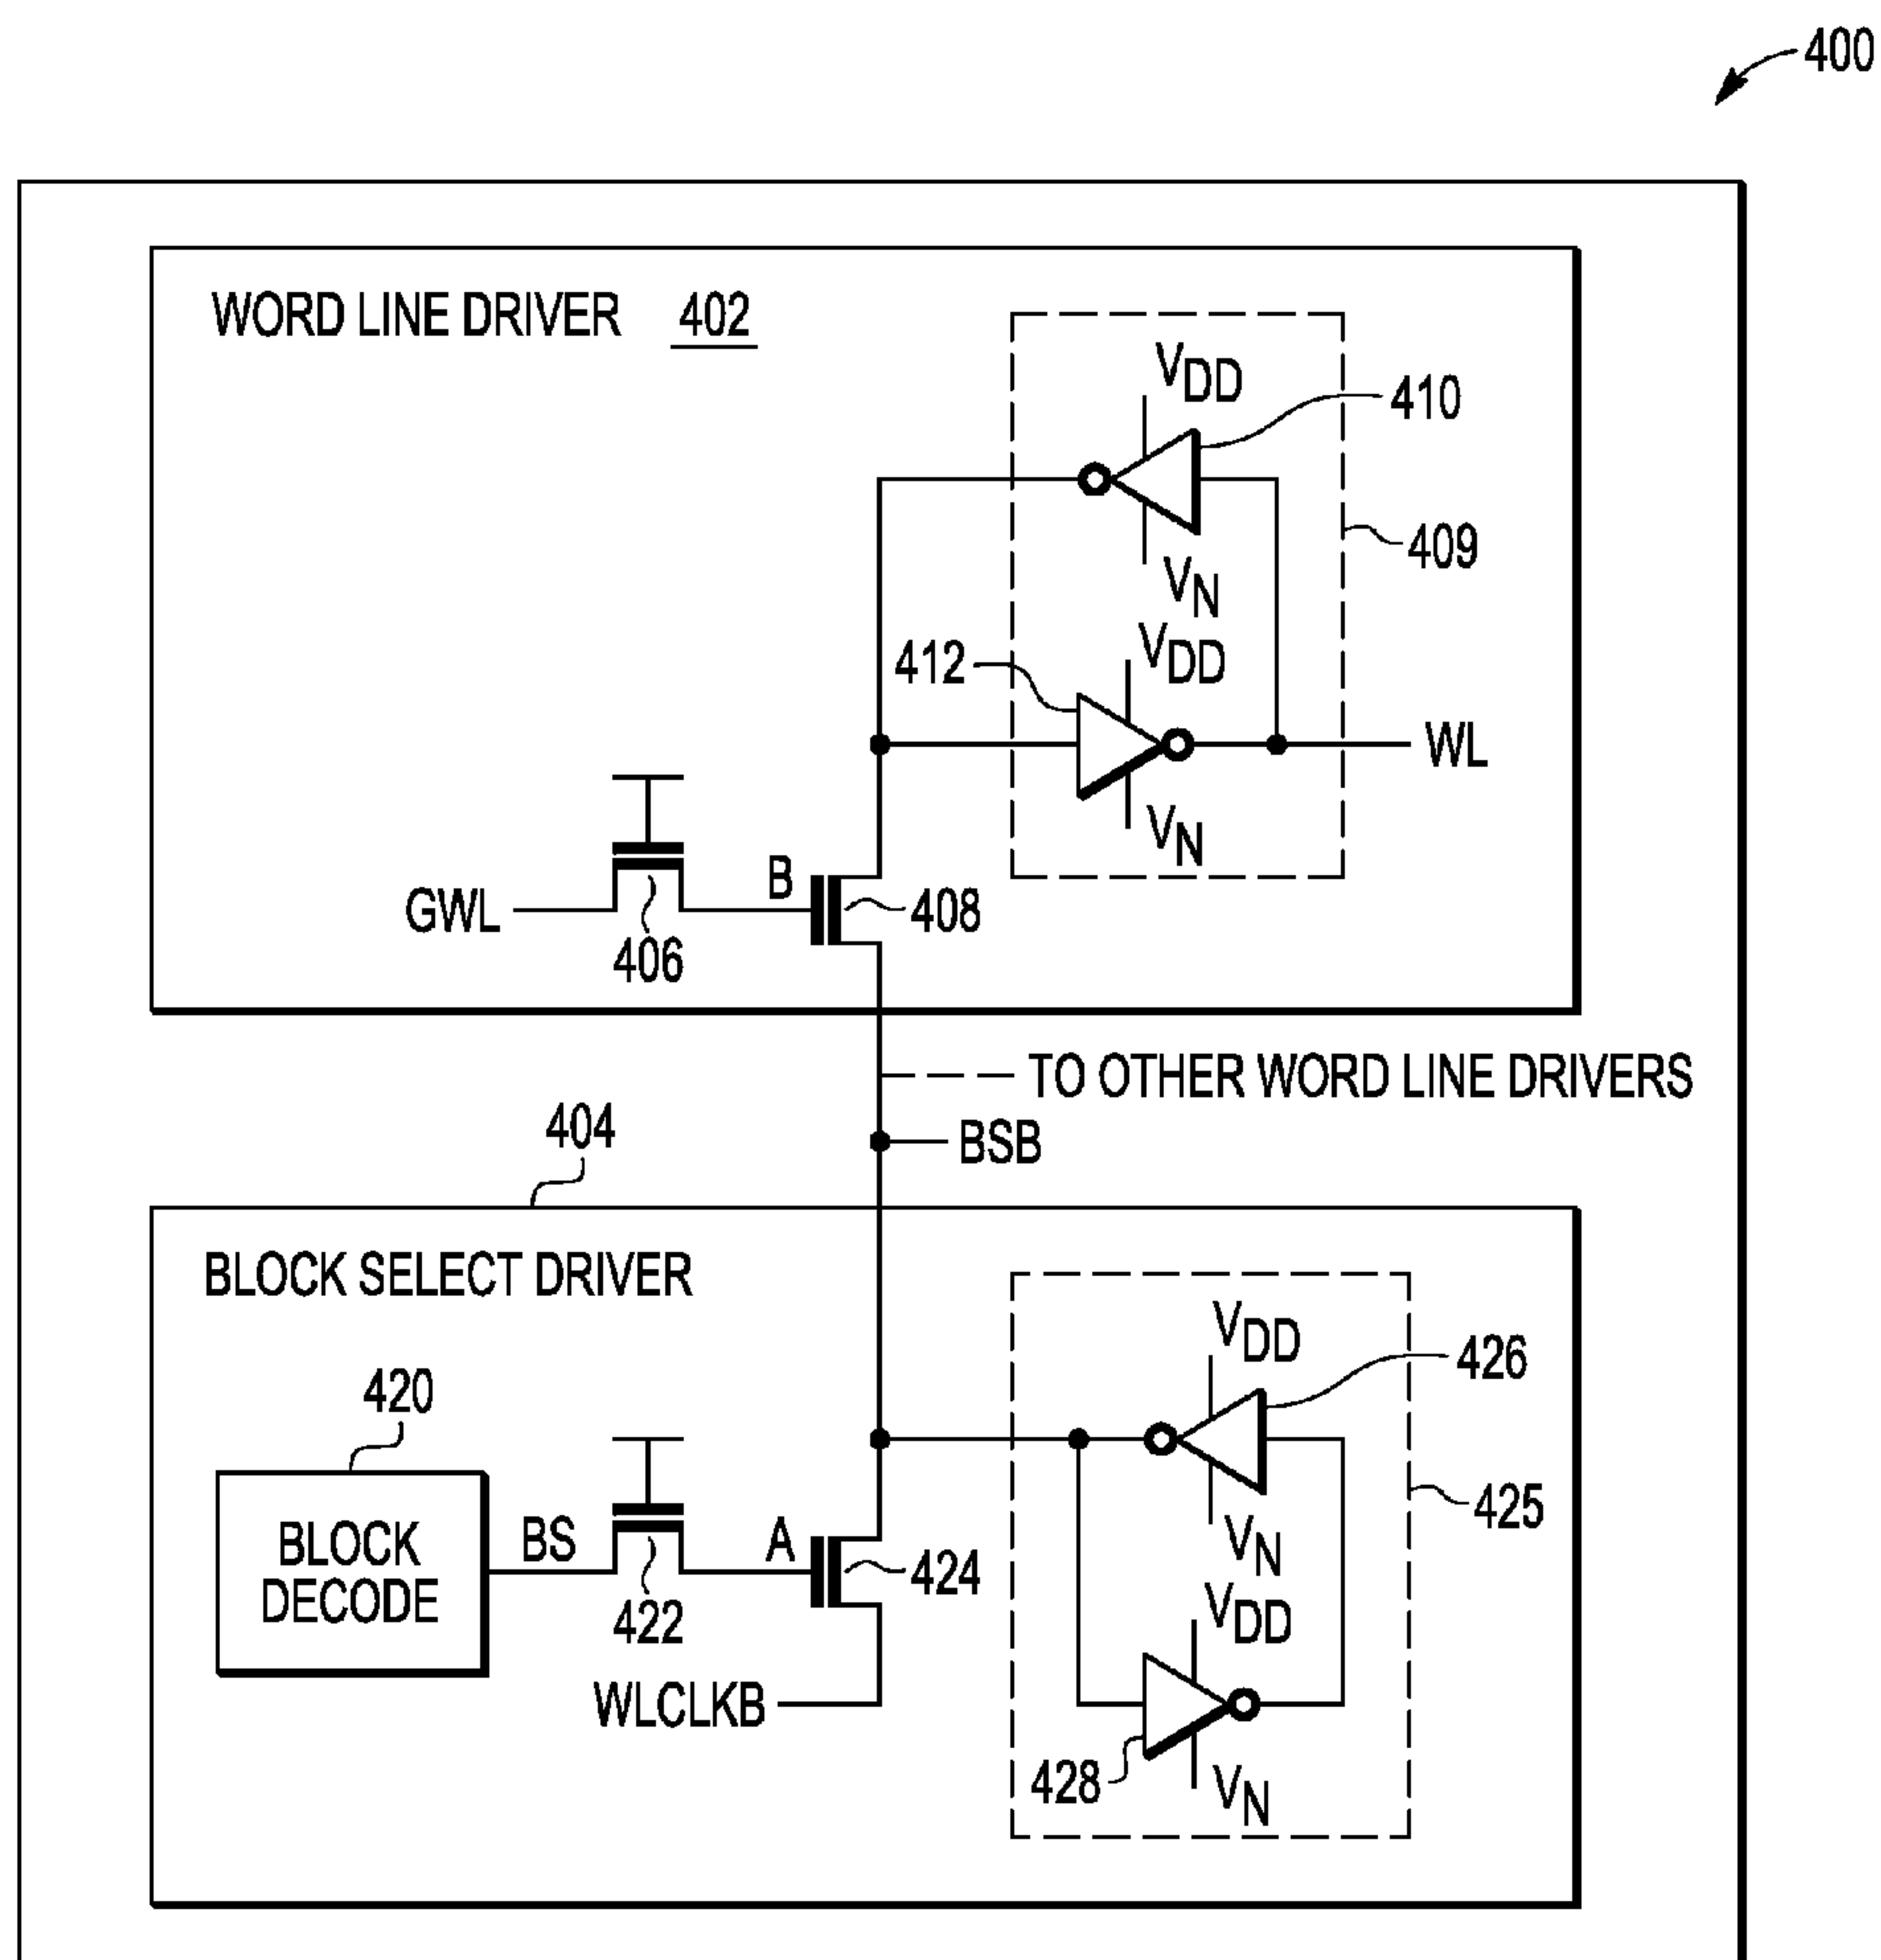 400
WORD LINE DRIVER 402
VDD
410
409
VN
412
VDD
WL
VN
B
GWL
408
406
TO OTHER WORD LINE DRIVERS
404
BSB
BLOCK SELECT DRIVER
VDD
426
420
425
BLOCK
DECODE
BS
A
424
VN
422
VDD
WLCLKB
428
VN